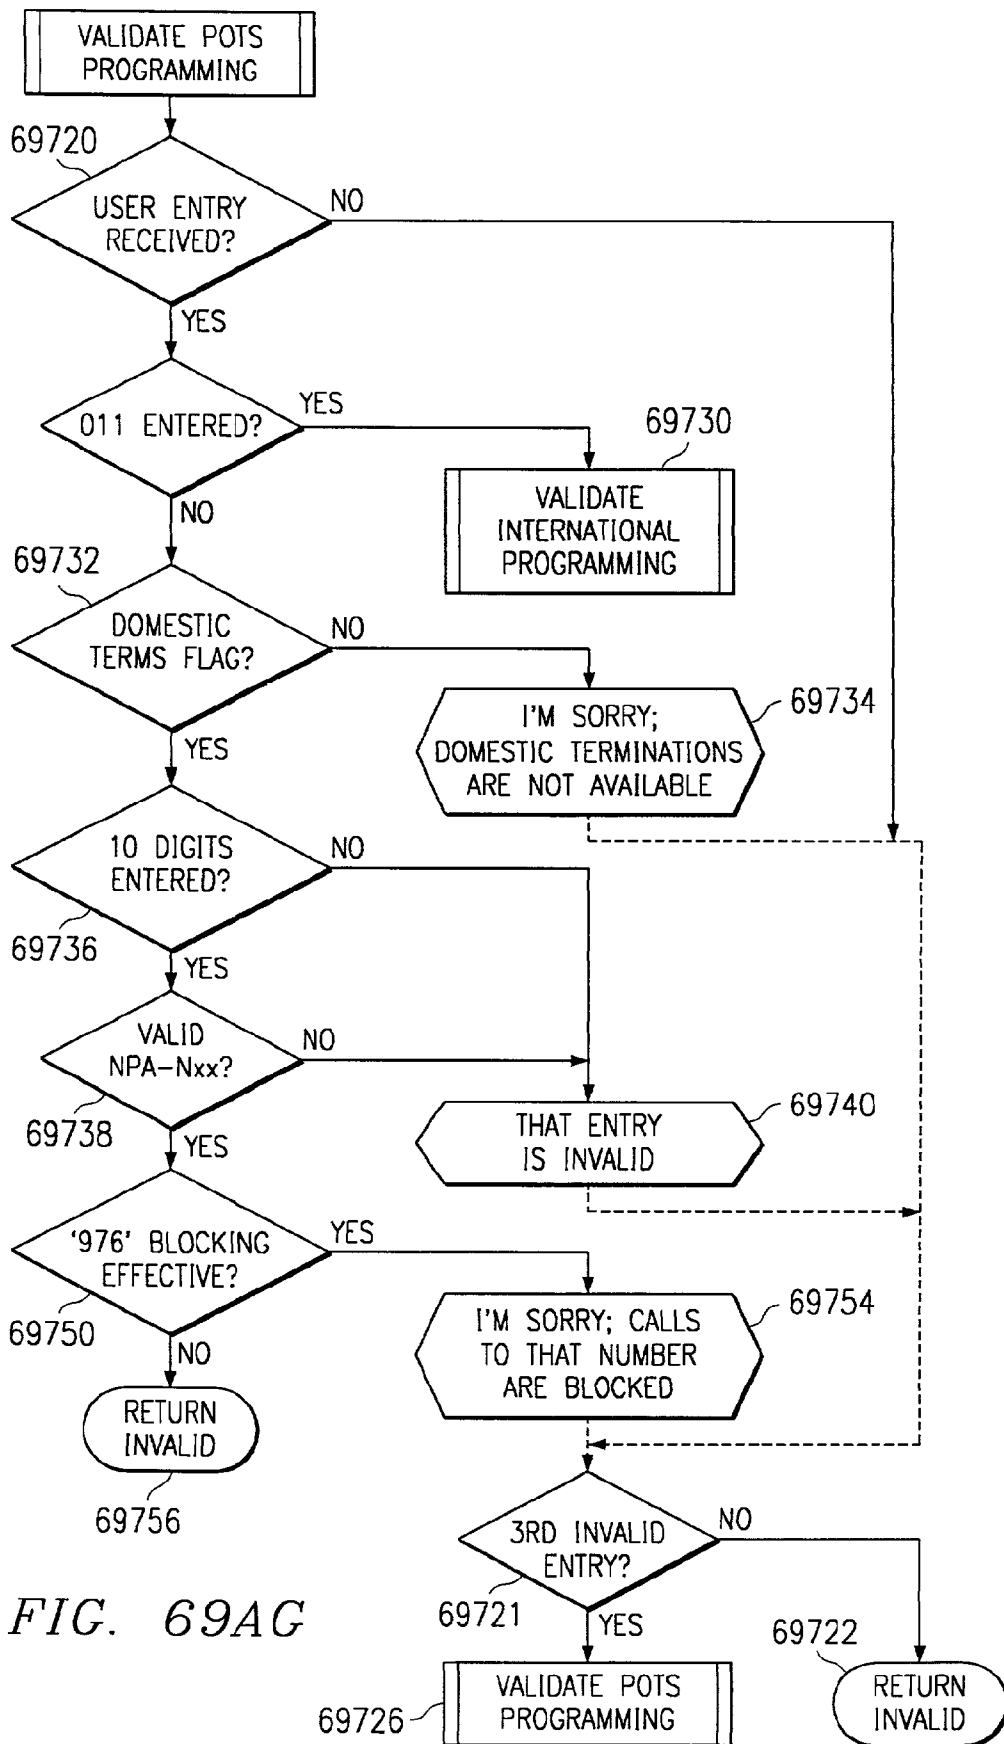 VALIDATE POTS
PROGRAMMING
69720
USER ENTRY
RECEIVED?
NO
YES
011 ENTERED?
YES
NO
69730
VALIDATE
INTERNATIONAL
PROGRAMMING
69732
DOMESTIC
TERMS FLAG?
NO
YES
I'M SORRY;
DOMESTIC TERMINATIONS
ARE NOT AVAILABLE
69734
10 DIGITS
ENTERED?
NO
69736
YES
VALID
NPA-Nxx?
NO
69738
YES
THAT ENTRY
IS INVALID
69740
'976' BLOCKING
EFFECTIVE?
YES
69750
NO
I'M SORRY; CALLS
TO THAT NUMBER
ARE BLOCKED
69754
RETURN
INVALID
69756
3RD INVALID
ENTRY?
NO
69721
YES
69722
VALIDATE POTS
PROGRAMMING
69726
RETURN
INVALID
FIG. 69AG